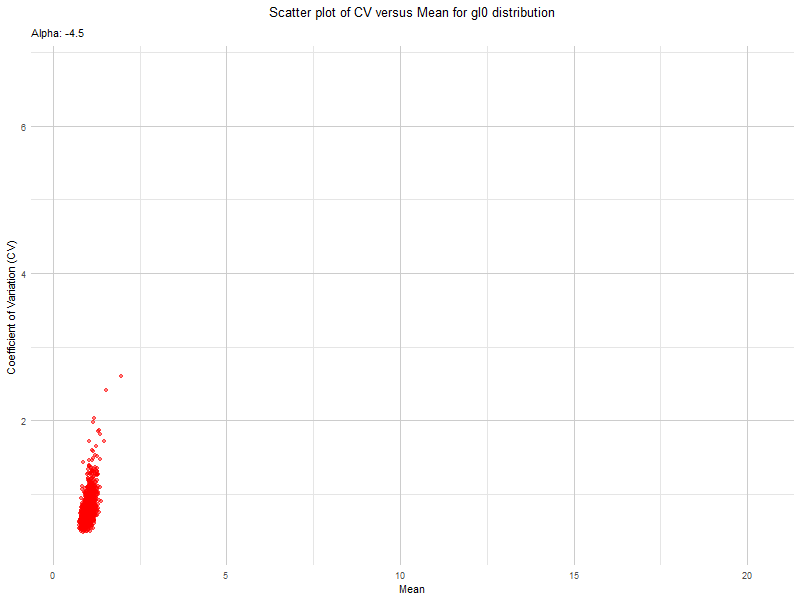 Scatter plot of CV versus Mean for gI0 distribution
Alpha: -4.5
6
4
2
Coefficient of Variation (CV)
0
5
10
15
20
Mean